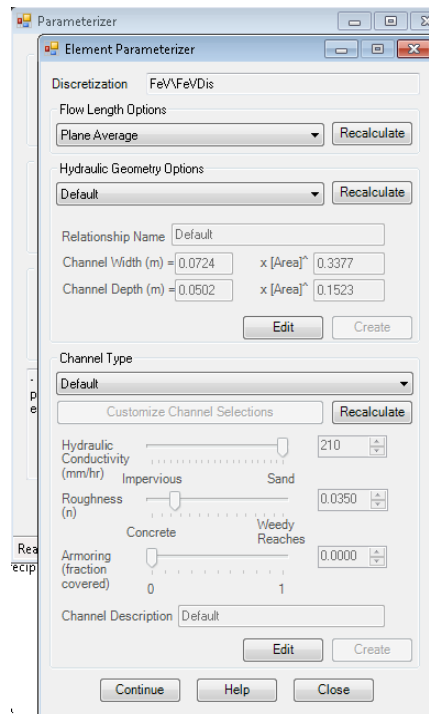 Parameterizer
Element Parameterizer
Discretization FeV\FeVDis
Flow Length Options
Plane Average Recalculate
Hydraulic Geometry Options
Default Recalculate
Relationship Name Default
Channel Width (m) = 0.0724 x [Area]^ 0.3377
Channel Depth (m) = 0.0502 x [Area]^ 0.1523
Edit Create
Channel Type
Default
Customize Channel Selections Recalculate
Hydraulic
Conductivity
(mm/hr)
210
Impervious Sand
Roughness
(n)
0.0350
Concrete Weedy
Reaches
Armoring
(fraction
covered)
0.0000
0 1
Channel Description Default
Edit Create
Continue Help Close
p
e
Rea
ecip